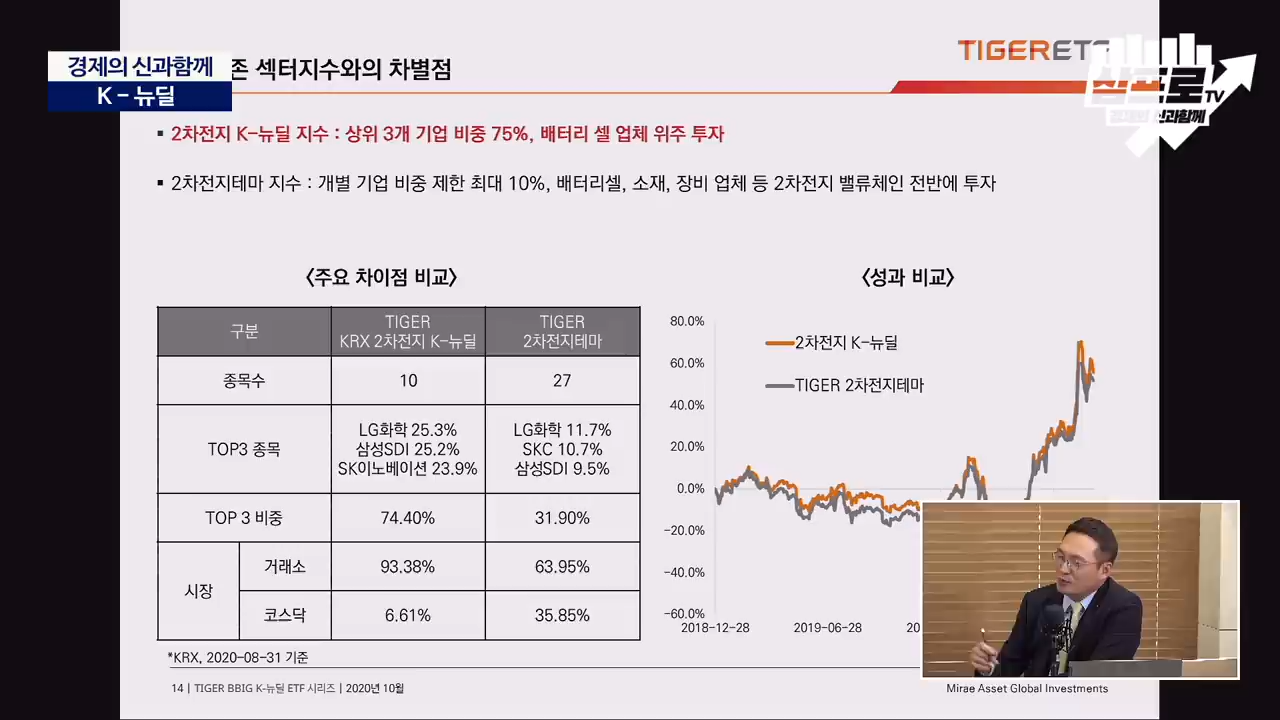 경제의 신과함께
K-뉴딜
존 섹터지수와의 차별점
TIGER ETF
삼프로TV
경제의 신과함께
▪ 2차전지 K-뉴딜 지수 : 상위 3개 기업 비중 75%, 배터리 셀 업체 위주 투자
▪ 2차전지테마 지수 : 개별 기업 비중 제한 최대 10%, 배터리셀, 소재, 장비 업체 등 2차전지 밸류체인 전반에 투자
〈주요 차이점 비교〉
구분
TIGER
KRX 2차전지 K-뉴딜
TIGER
2차전지테마
종목수
10
27
TOP3 종목
LG화학 25.3%
삼성SDI 25.2%
SK이노베이션 23.9%
LG화학 11.7%
SKC 10.7%
삼성SDI 9.5%
TOP 3 비중
74.40%
31.90%
시장
거래소
93.38%
63.95%
코스닥
6.61%
35.85%
*KRX, 2020-08-31 기준
〈성과 비교〉
2차전지 K-뉴딜
TIGER 2차전지테마
80.0%
60.0%
40.0%
20.0%
0.0%
-20.0%
-40.0%
-60.0%
2018-12-28
2019-06-28
20
14 | TIGER BBIG K-뉴딜 ETF 시리즈 | 2020년 10월
Mirae Asset Global Investments